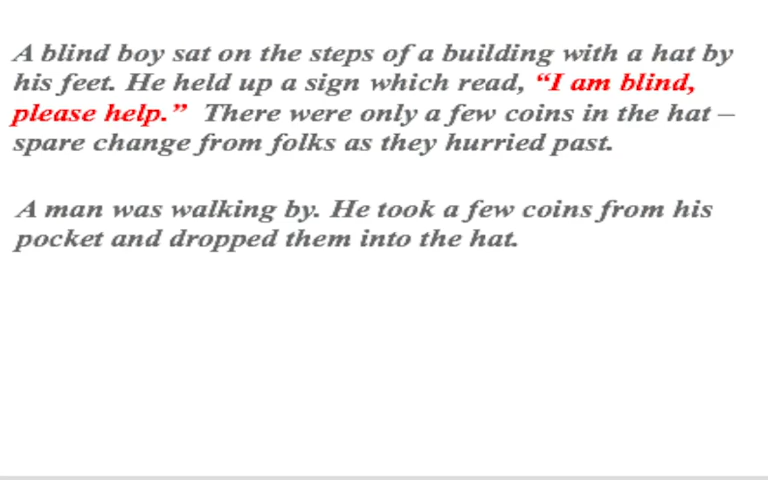 A blind boy sat on the steps of a building with a hat by
his feet. He held up a sign which read, “I am blind,
please help.” There were only a few coins in the hat –
spare change from folks as they hurried past.
A man was walking by. He took a few coins from his
pocket and dropped them into the hat.